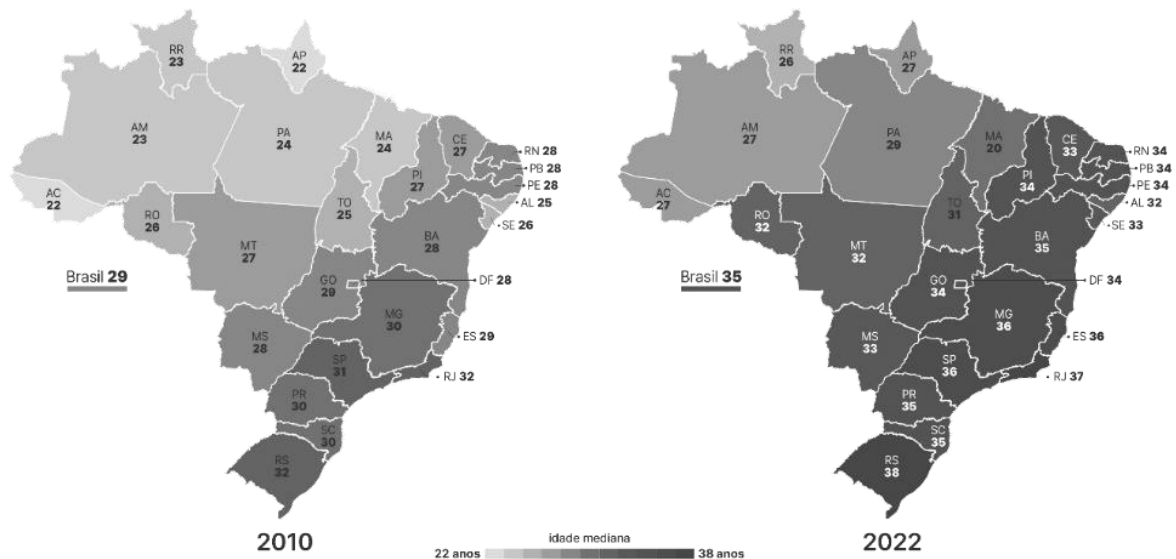 RR
23
AP
22
AM
23
PA
24
MA
24
CE
27
RN 28
PB 28
PE 28
AL 25
SE 26
PI
27
AC
22
RO
26
TO
25
BA
28
MT
27
Brasil 29
GO
29
DF 28
MG
30
ES 29
MS
28
SP
31
RJ 32
PR
30
SC
30
RS
32
2010
RR
26
AP
27
AM
27
PA
29
MA
20
CE
33
RN 34
PB 34
PE 34
AL 32
SE 33
PI
34
AC
27
RO
32
TO
31
BA
35
MT
32
Brasil 35
GO
34
DF 34
MG
36
ES 36
MS
33
SP
36
RJ 37
PR
35
SC
35
RS
38
2022
idade mediana
22 anos
38 anos